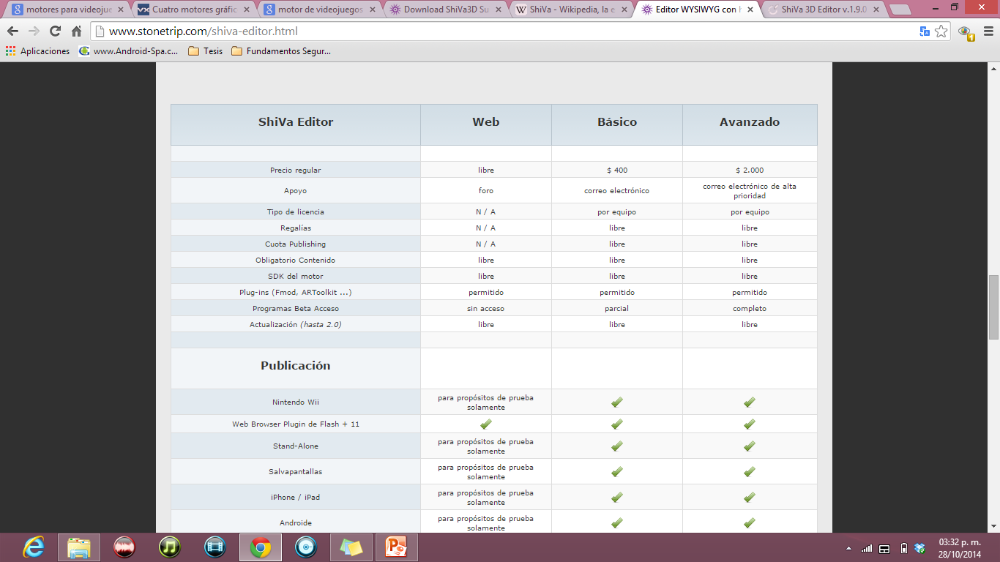 motores para videojue
Cuatro motores gráfic
motor de videojuegos
Download ShiVa3D Su
ShiVa - Wikipedia, la e
Editor WYSIWYG con
ShiVa 3D Editor v.1.9.0
www.stonetrip.com/shiva-editor.html
Aplicaciones www.Android-Spa.c... Tesis Fundamentos Segur...
ShiVa Editor Web Básico Avanzado
Precio regular libre $ 400 $ 2.000
Apoyo foro correo electrónico correo electrónico de alta
prioridad
Tipo de licencia N / A por equipo por equipo
Regalías N / A libre libre
Cuota Publishing N / A libre libre
Obligatorio Contenido libre libre libre
SDK del motor libre libre libre
Plug-ins (Fmod, ARToolkit ...) permitido permitido permitido
Programas Beta Acceso sin acceso parcial completo
Actualización (hasta 2.0) libre libre libre
Publicación
Nintendo Wii para propósitos de prueba
solamente
Web Browser Plugin de Flash + 11
Stand-Alone para propósitos de prueba
solamente
Salvapantallas para propósitos de prueba
solamente
iPhone / iPad para propósitos de prueba
solamente
Androide para propósitos de prueba
solamente
03:32 p. m.
28/10/2014